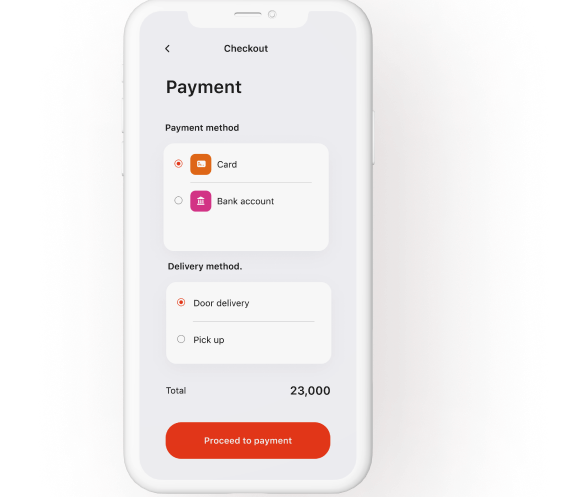 Checkout
Payment
Payment method
Card
Bank account
Delivery method.
Door delivery
Pick up
Total 23,000
Proceed to payment